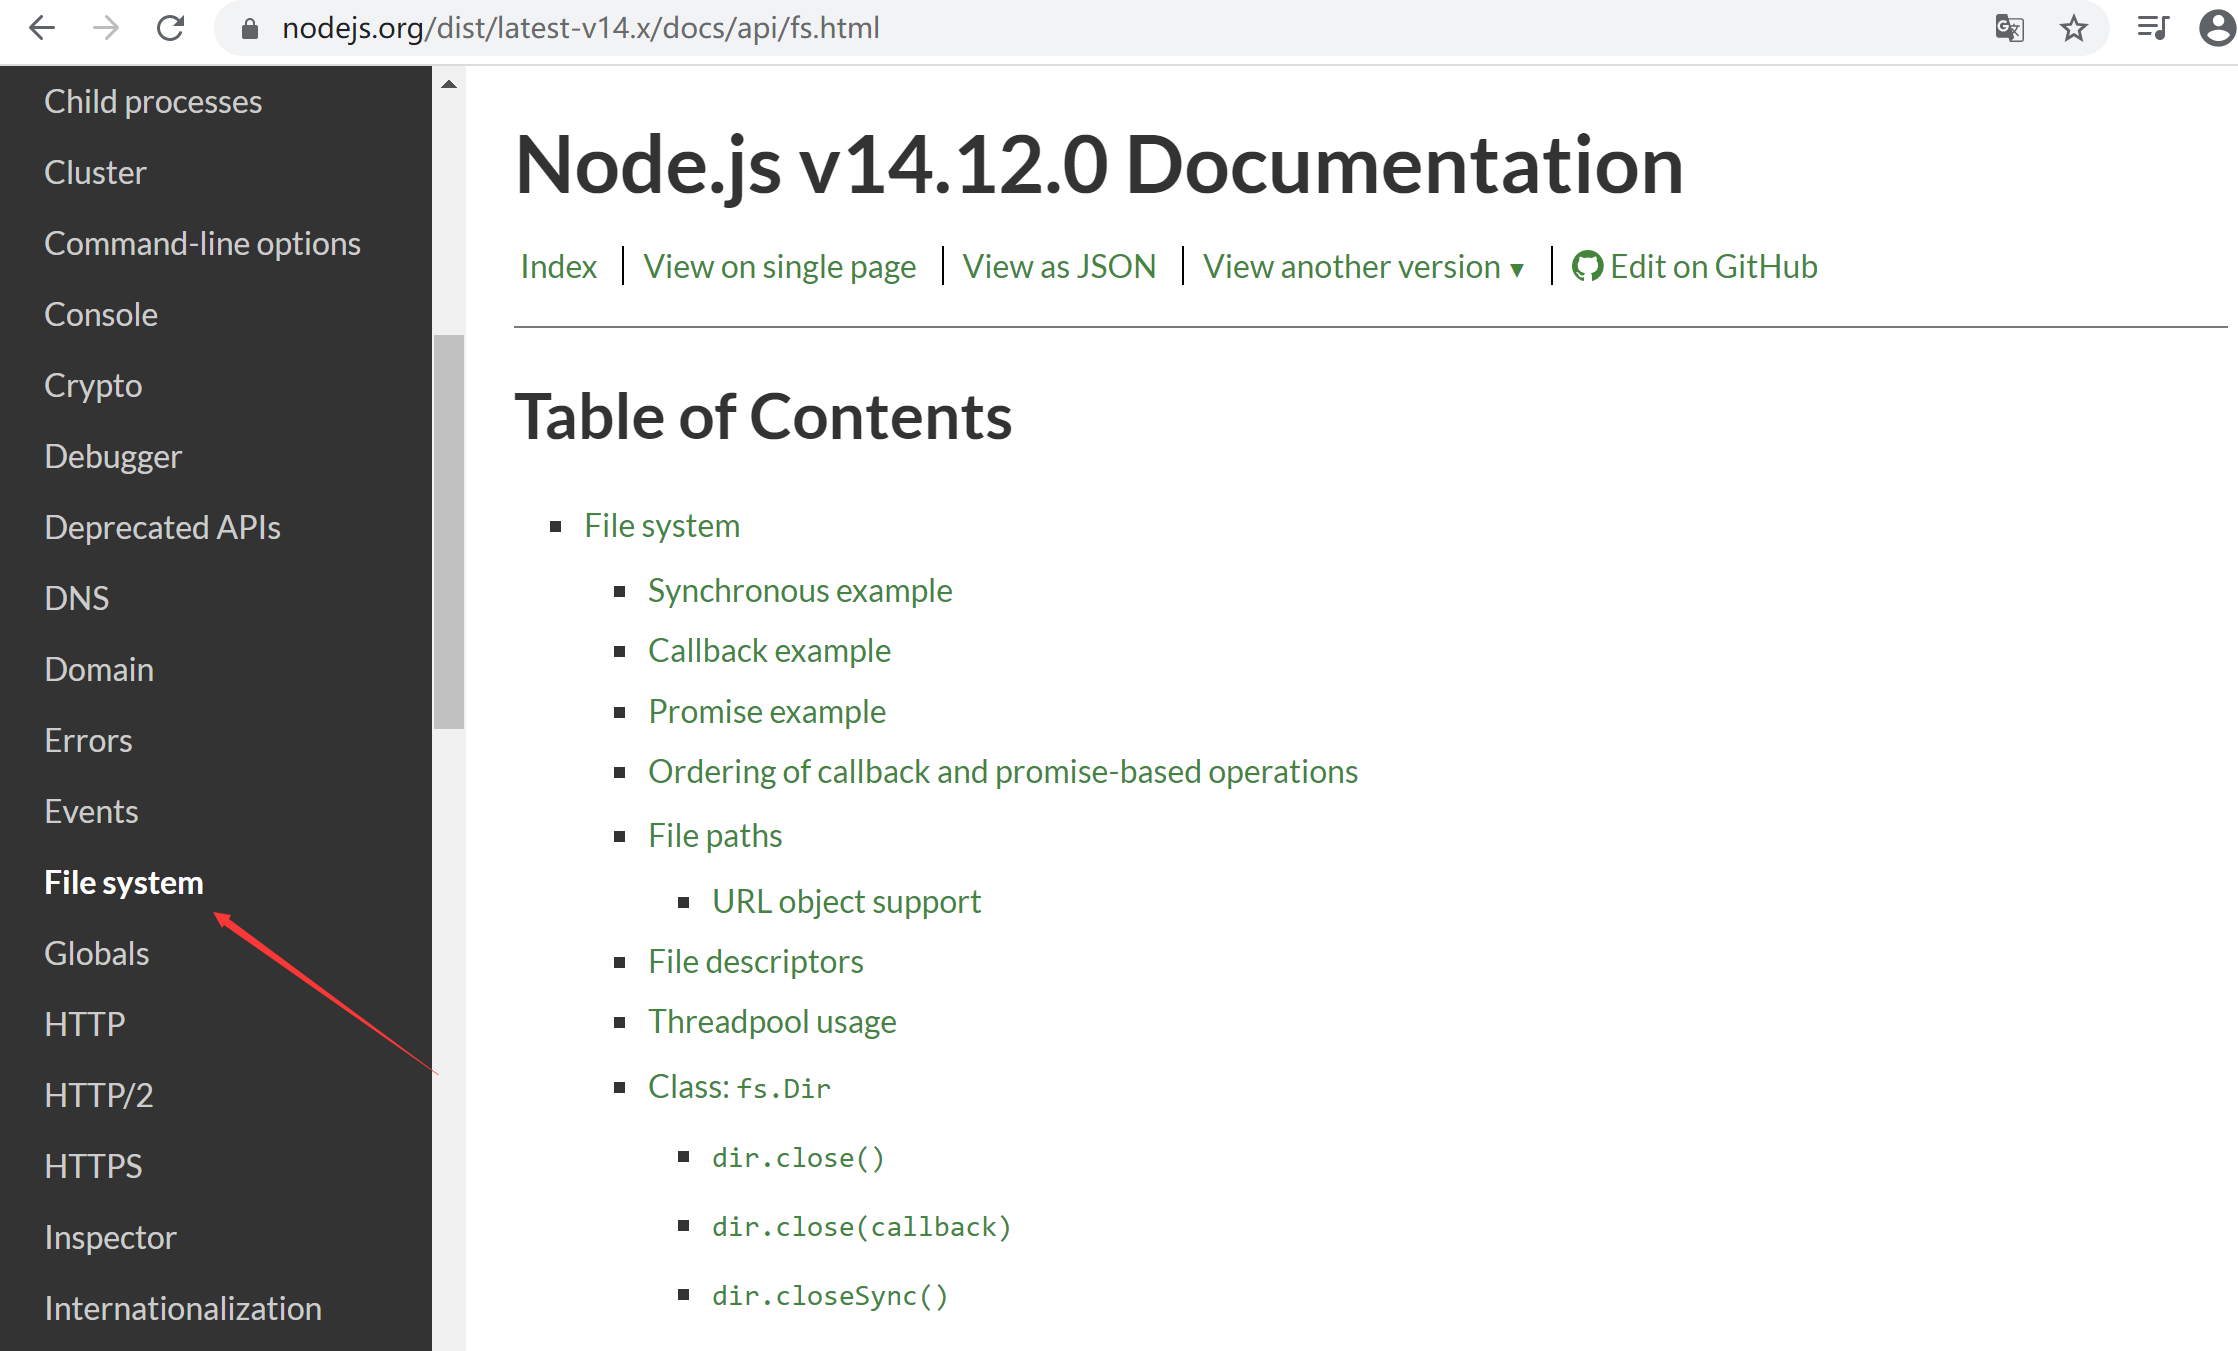 nodejs.org/dist/latest-v14.x/docs/api/fs.html
Child processes
Cluster
Command-line options
Console
Crypto
Debugger
Deprecated APIs
DNS
Domain
Errors
Events
File system
Globals
HTTP
HTTP/2
HTTPS
Inspector
Internationalization
Node.js v14.12.0 Documentation
Index | View on single page | View as JSON | View another version ▼ | Edit on GitHub
Table of Contents
File system
Synchronous example
Callback example
Promise example
Ordering of callback and promise-based operations
File paths
URL object support
File descriptors
Threadpool usage
Class: fs.Dir
dir.close()
dir.close(callback)
dir.closeSync()